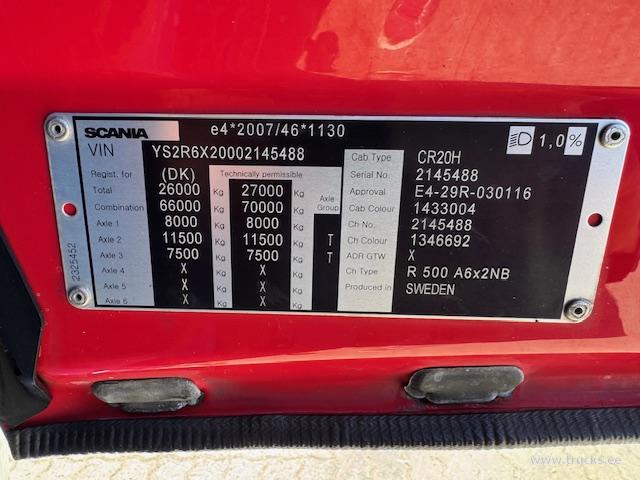 SCANIA e4*2007/46*1130 1,0%
VIN YS2R6X20002145488
Regist. for (DK) Technically permissible
Total 26000 Kg 27000 Kg
Combination 66000 Kg 70000 Kg Axle Group
Axle 1 8000 Kg 8000 Kg
Axle 2 11500 Kg 11500 Kg T
Axle 3 7500 Kg 7500 Kg T
Axle 4 X Kg X Kg
Axle 5 X Kg X Kg
Axle 6 X Kg X Kg
Cab Type CR20H
Serial No. 2145488
Approval E4-29R-030116
Cab Colour 1433004
Ch No. 2145488
Ch Colour 1346692
ADR GTW X
Ch Type R 500 A6x2NB
Produced in SWEDEN
2325452
www.trucks.ee